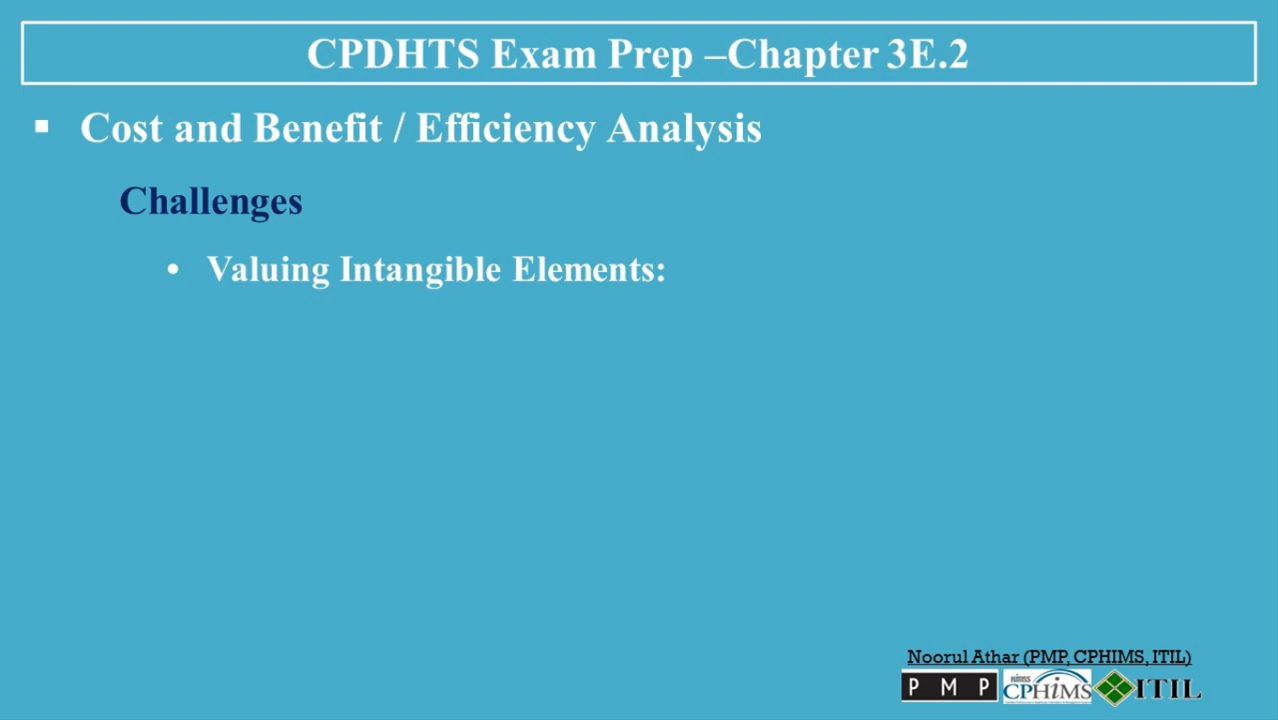 CPDHTS Exam Prep –Chapter 3E.2
▪ Cost and Benefit / Efficiency Analysis
Challenges
• Valuing Intangible Elements:
Noorul Athar (PMP, CPHIMS, ITIL)
PMP HIMSS CPHIMS ITIL